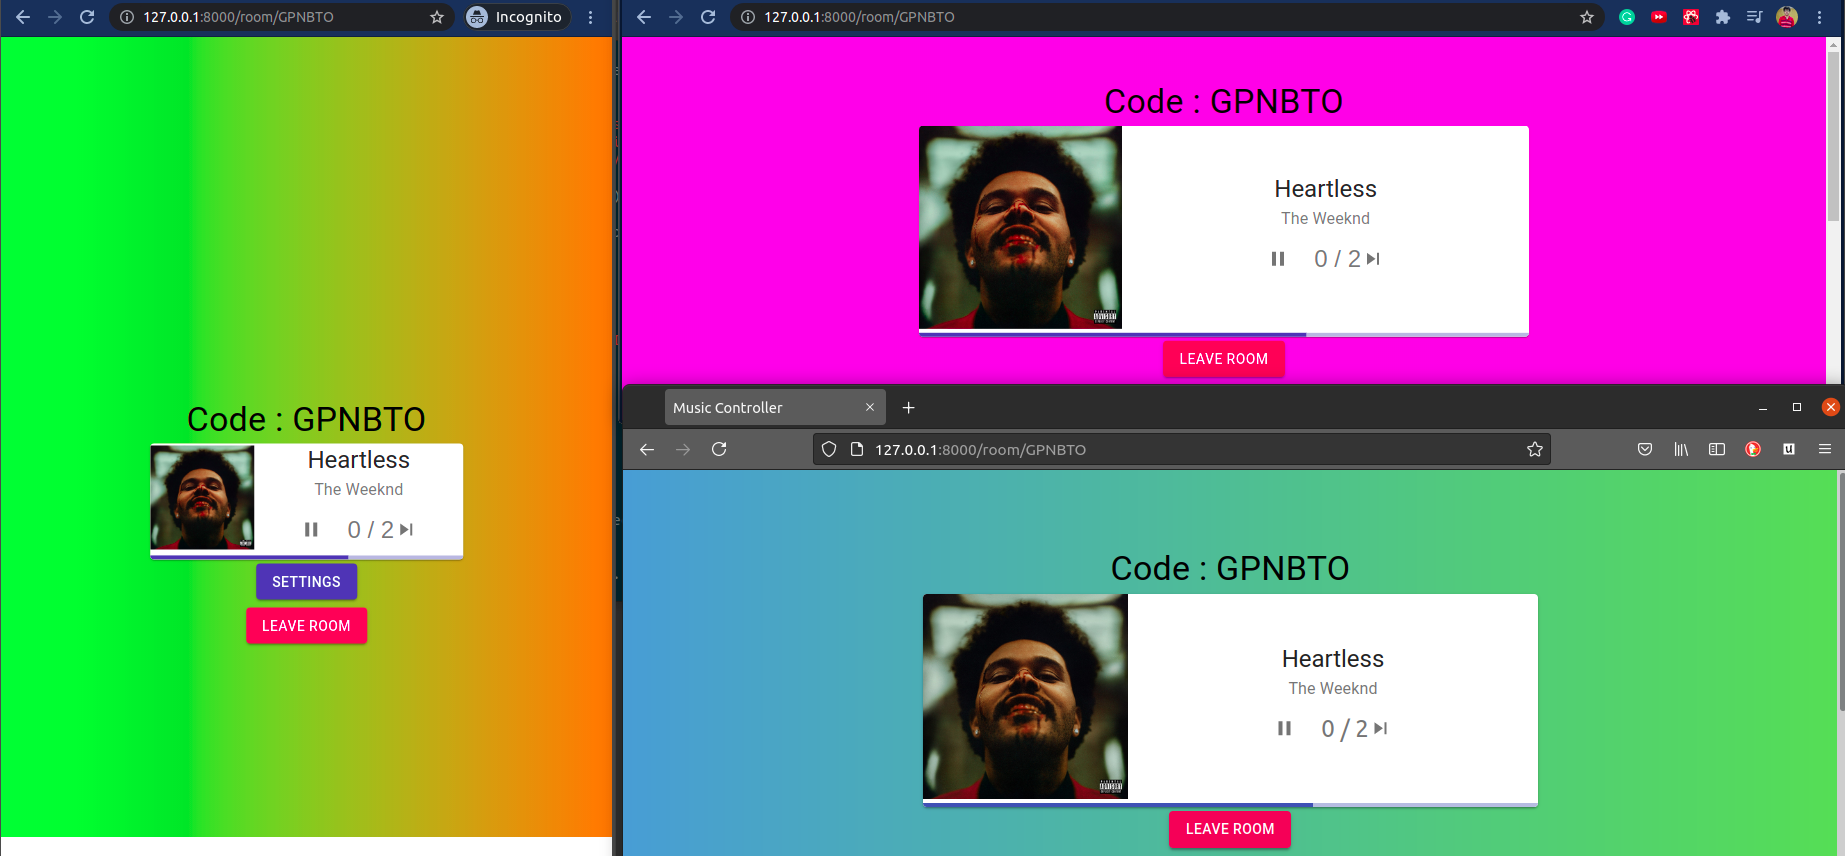 127.0.0.1:8000/room/GPNBTO
Incognito
Code : GPNBTO
Heartless
The Weeknd
0 / 2
SETTINGS
LEAVE ROOM
127.0.0.1:8000/room/GPNBTO
Code : GPNBTO
Heartless
The Weeknd
0 / 2
LEAVE ROOM
Music Controller
127.0.0.1:8000/room/GPNBTO
Code : GPNBTO
Heartless
The Weeknd
0 / 2
LEAVE ROOM